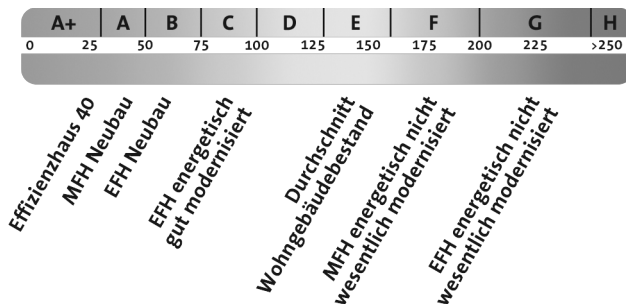 A+ A B C D E F G H
0 25 50 75 100 125 150 175 200 225 >250
Effizienzhaus 40
MFH Neubau
EFH Neubau
EFH energetisch
gut modernisiert
Durchschnitt
Wohngebäudebestand
MFH energetisch nicht
wesentlich modernisiert
EFH energetisch nicht
wesentlich modernisiert